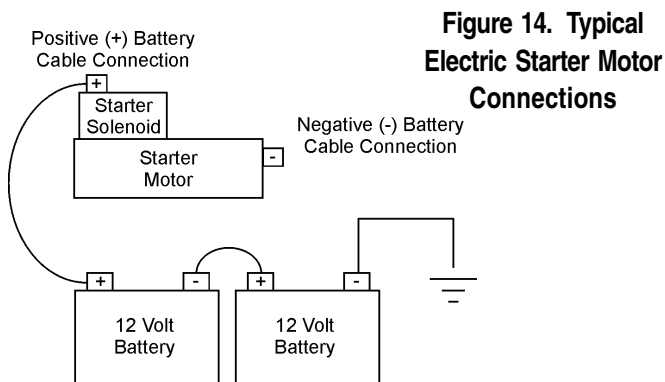 Figure 14. Typical
Electric Starter Motor
Connections
Positive (+) Battery
Cable Connection
+
Starter
Solenoid
Starter
Motor
-
Negative (-) Battery
Cable Connection
+
-
+
-
12 Volt
Battery
12 Volt
Battery